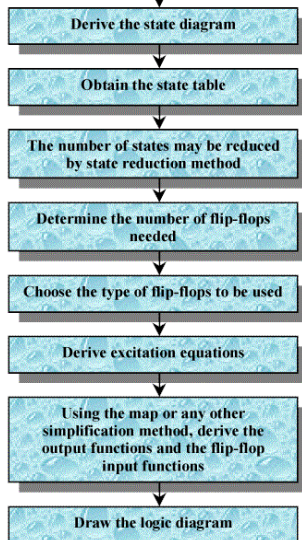 Derive the state diagram
Obtain the state table
The number of states may be reduced
by state reduction method
Determine the number of flip-flops
needed
Choose the type of flip-flops to be used
Derive excitation equations
Using the map or any other
simplification method, derive the
output functions and the flip-flop
input functions
Draw the logic diagram